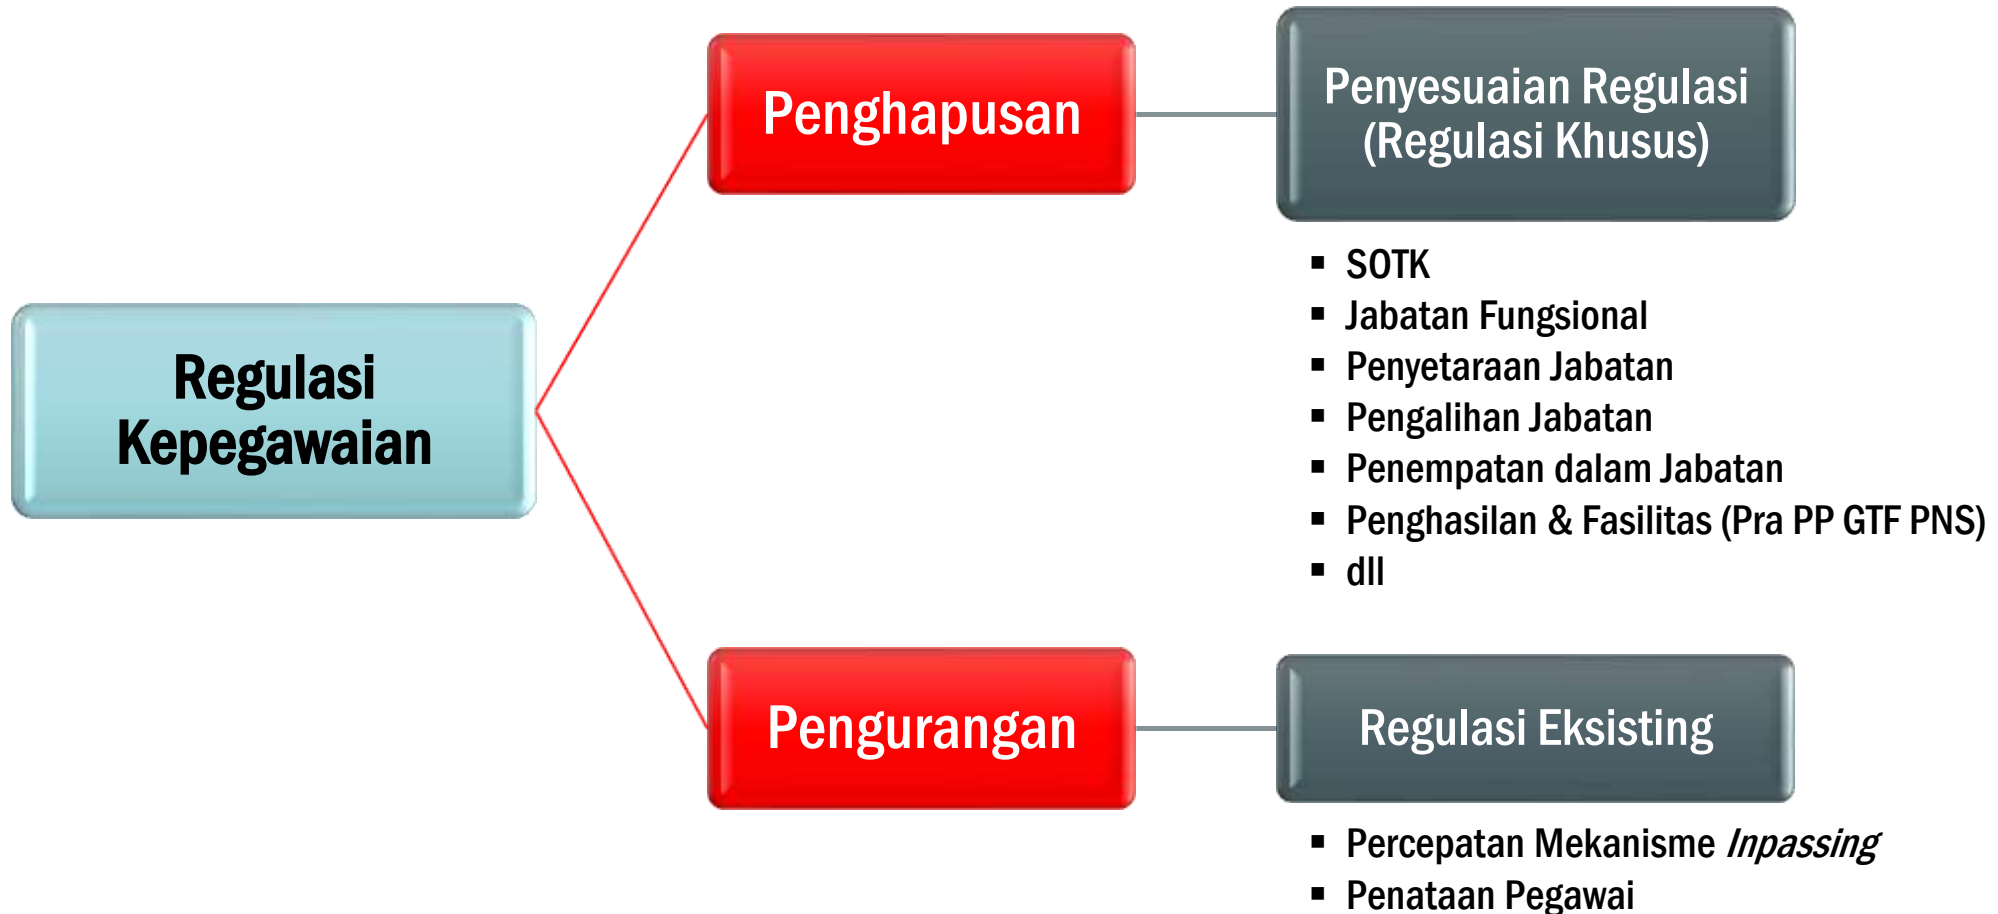 Regulasi
Kepegawaian
Penghapusan
Penyesuaian Regulasi
(Regulasi Khusus)
▪ SOTK
▪ Jabatan Fungsional
▪ Penyetaraan Jabatan
▪ Pengalihan Jabatan
▪ Penempatan dalam Jabatan
▪ Penghasilan & Fasilitas (Pra PP GTF PNS)
▪ dll
Pengurangan
Regulasi Eksisting
▪ Percepatan Mekanisme Inpassing
▪ Penataan Pegawai